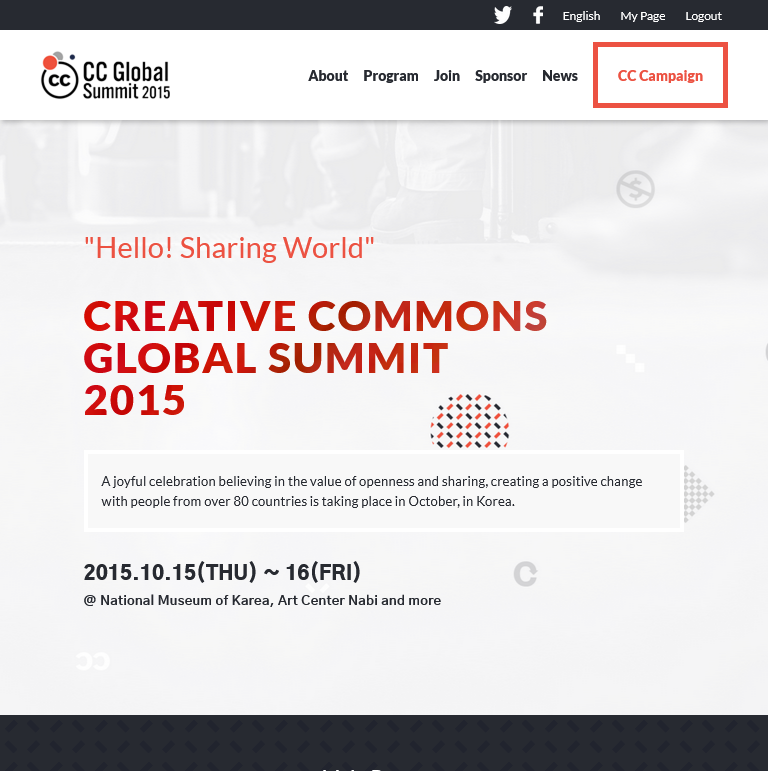 English My Page Logout
cc CC Global
Summit 2015
About Program Join Sponsor News CC Campaign
"Hello! Sharing World"
CREATIVE COMMONS
GLOBAL SUMMIT
2015
A joyful celebration believing in the value of openness and sharing, creating a positive change
with people from over 80 countries is taking place in October, in Korea.
2015.10.15(THU) ~ 16(FRI)
@ National Museum of Karea, Art Center Nabi and more